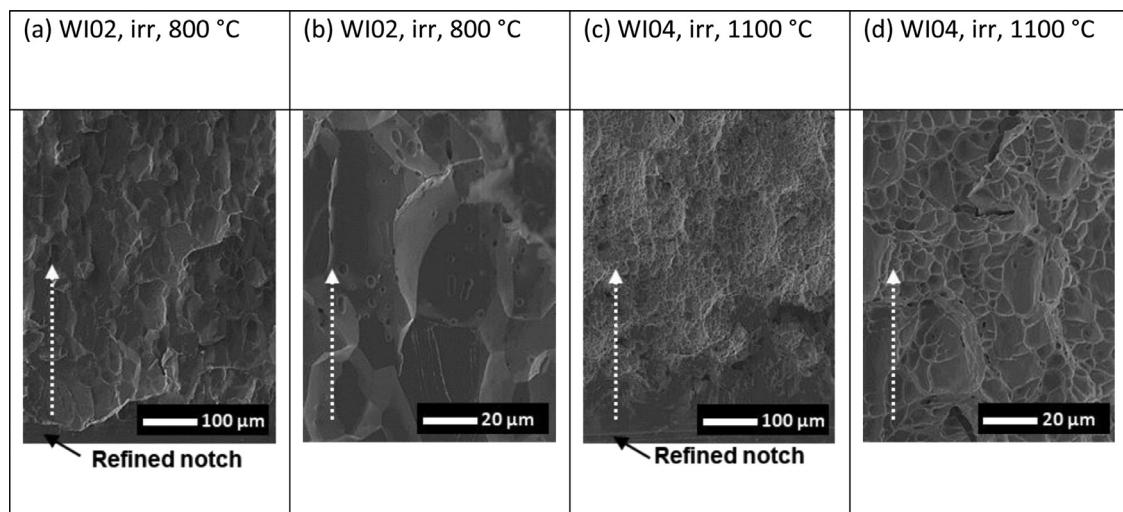 (a) WI02, irr, 800 °C
(b) WI02, irr, 800 °C
(c) WI04, irr, 1100 °C
(d) WI04, irr, 1100 °C
100 µm
20 µm
100 µm
20 µm
Refined notch
Refined notch